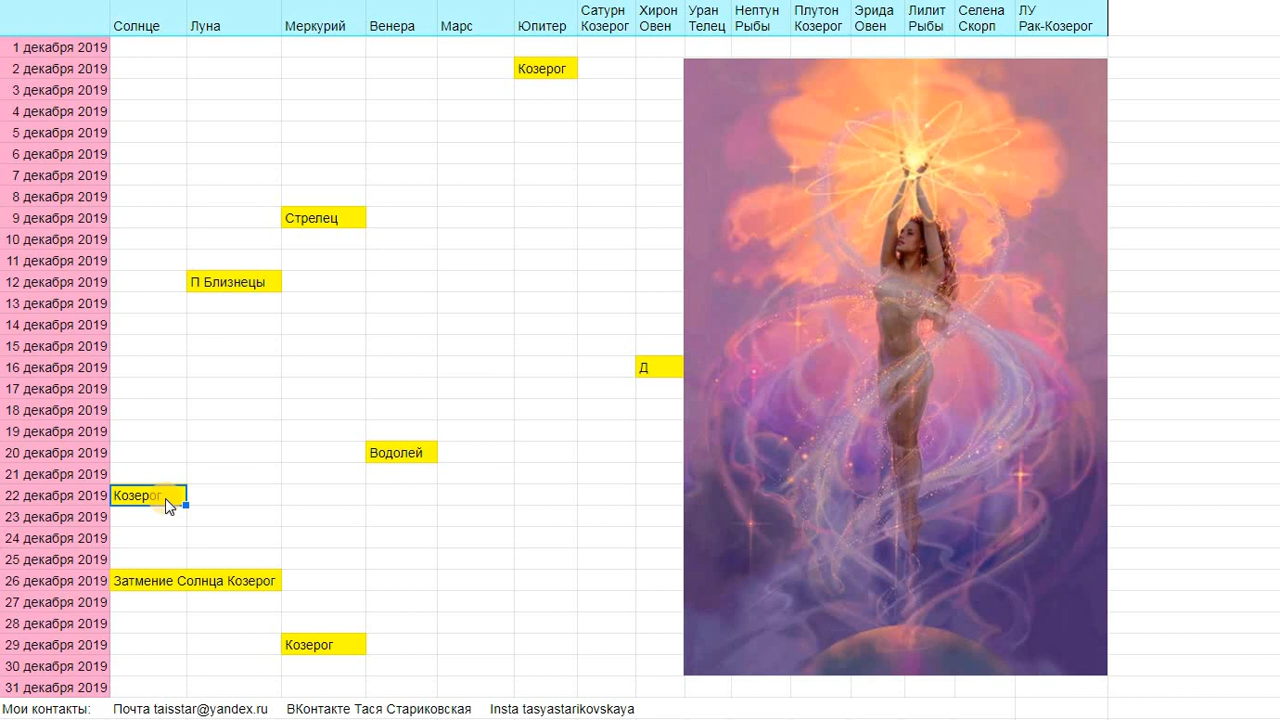 Солнце Луна Меркурий Венера Марс Юпитер Сатурн Козерог Хирон Овен Уран Телец Нептун Рыбы Плутон Козерог Эрида Овен Лилит Рыбы Селена Скорп ЛУ Рак-Козерог
1 декабря 2019
2 декабря 2019 Козерог
3 декабря 2019
4 декабря 2019
5 декабря 2019
6 декабря 2019
7 декабря 2019
8 декабря 2019
9 декабря 2019 Стрелец
10 декабря 2019
11 декабря 2019
12 декабря 2019 П Близнецы
13 декабря 2019
14 декабря 2019
15 декабря 2019
16 декабря 2019 Д
17 декабря 2019
18 декабря 2019
19 декабря 2019
20 декабря 2019 Водолей
21 декабря 2019
22 декабря 2019 Козерог
23 декабря 2019
24 декабря 2019
25 декабря 2019
26 декабря 2019 Затмение Солнца Козерог
27 декабря 2019
28 декабря 2019
29 декабря 2019 Козерог
30 декабря 2019
31 декабря 2019
Мои контакты: Почта taisstar@yandex.ru ВКонтакте Тася Стариковская Insta tasyastarikovskaya